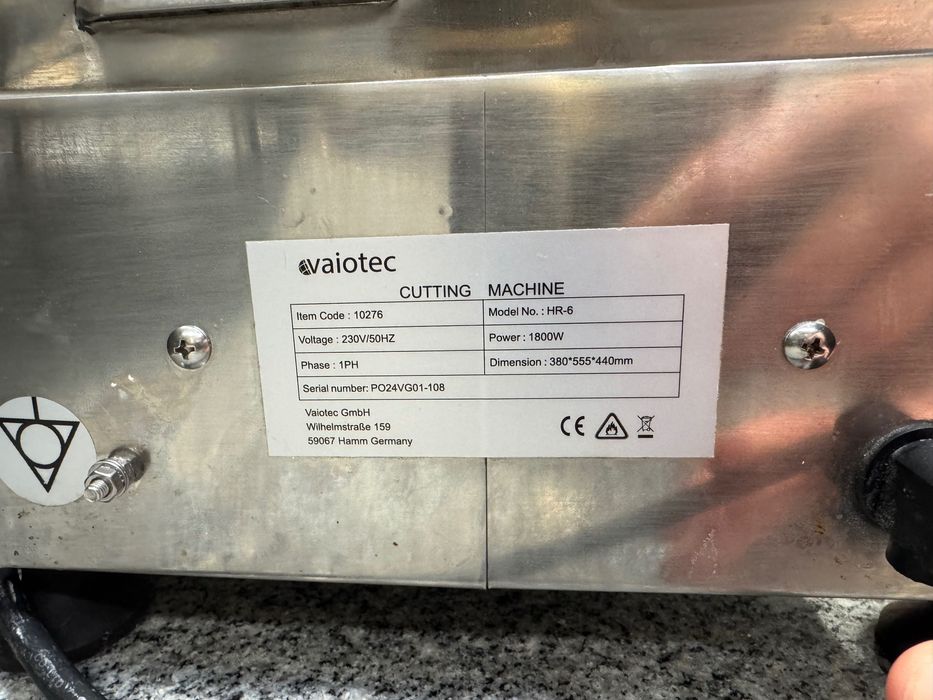 vaiotec
CUTTING MACHINE
Item Code : 10276 Model No. : HR-6
Voltage : 230V/50HZ Power : 1800W
Phase : 1PH Dimension : 380*555*440mm
Serial number: PO24VG01-108
Vaiotec GmbH
Wilhelmstraße 159
59067 Hamm Germany
CE